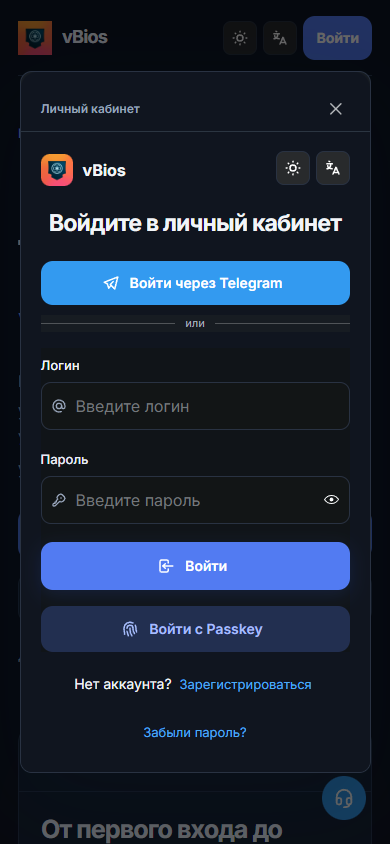 vBios
Войти
Личный кабинет
vBios
Войдите в личный кабинет
Войти через Telegram
или
Логин
Введите логин
Пароль
Введите пароль
Войти
Войти с Passkey
Нет аккаунта? Зарегистрироваться
Забыли пароль?
От первого входа до